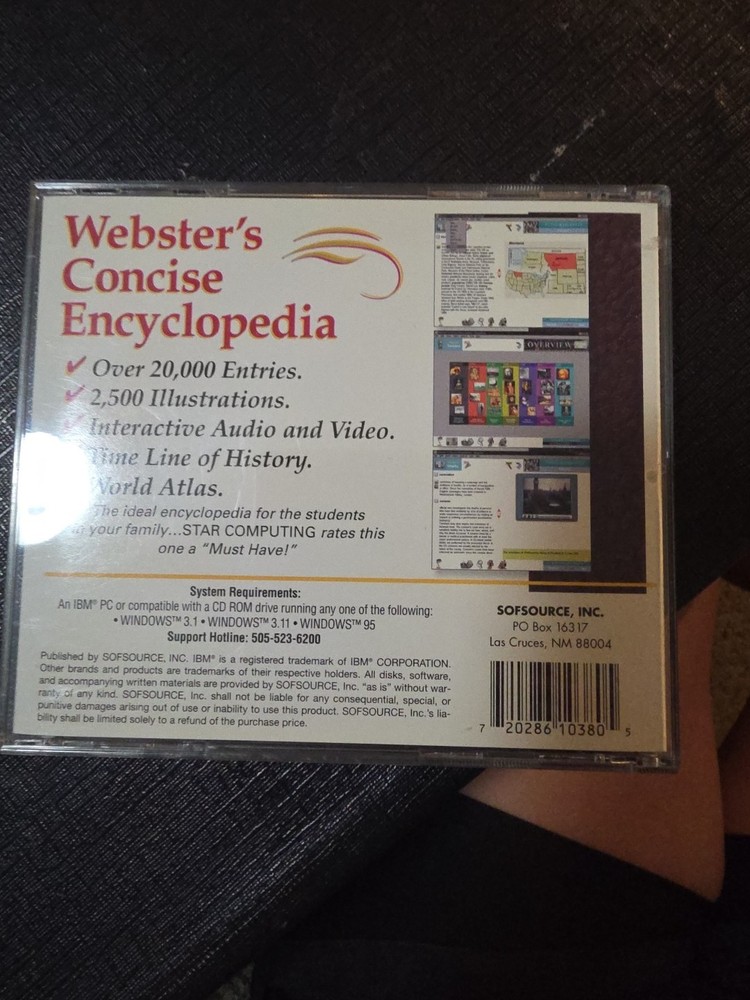 Webster's
Concise
Encyclopedia
✓ Over 20,000 Entries.
✓ 2,500 Illustrations.
✓ Interactive Audio and Video.
Time Line of History.
World Atlas.
The ideal encyclopedia for the students
in your family...STAR COMPUTING rates this
one a "Must Have!"
OVERVIEW
System Requirements:
An IBM® PC or compatible with a CD ROM drive running any one of the following:
• WINDOWS™ 3.1 • WINDOWS™ 3.11 • WINDOWS™ 95
Support Hotline: 505-523-6200
Published by SOFSOURCE, INC. IBM® is a registered trademark of IBM® CORPORATION.
Other brands and products are trademarks of their respective holders. All disks, software,
and accompanying written materials are provided by SOFSOURCE, Inc. "as is" without war-
ranty of any kind. SOFSOURCE, Inc. shall not be liable for any consequential, special, or
punitive damages arising out of use or inability to use this product. SOFSOURCE, INC.'s lia-
bility shall be limited solely to a refund of the purchase price.
SOFSOURCE, INC.
PO Box 16317
Las Cruces, NM 88004
7 20286 10380 5